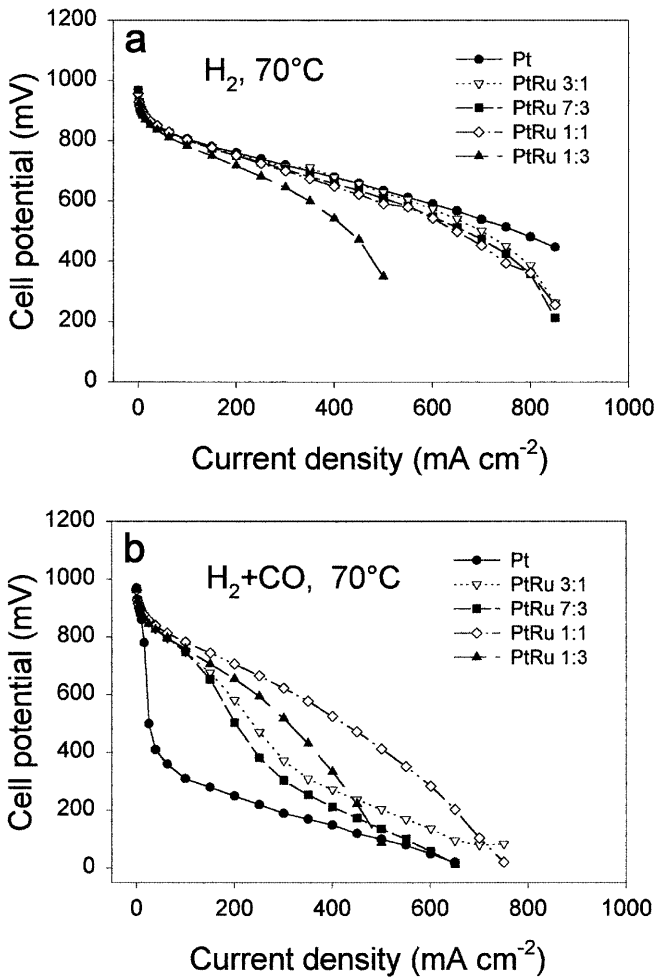 a
H2, 70°C
Pt
PtRu 3:1
PtRu 7:3
PtRu 1:1
PtRu 1:3
Cell potential (mV)
1200
1000
800
600
400
200
0
0 200 400 600 800 1000
Current density (mA cm-2)
b
H2+CO, 70°C
Pt
PtRu 3:1
PtRu 7:3
PtRu 1:1
PtRu 1:3
Cell potential (mV)
1200
1000
800
600
400
200
0
0 200 400 600 800 1000
Current density (mA cm-2)